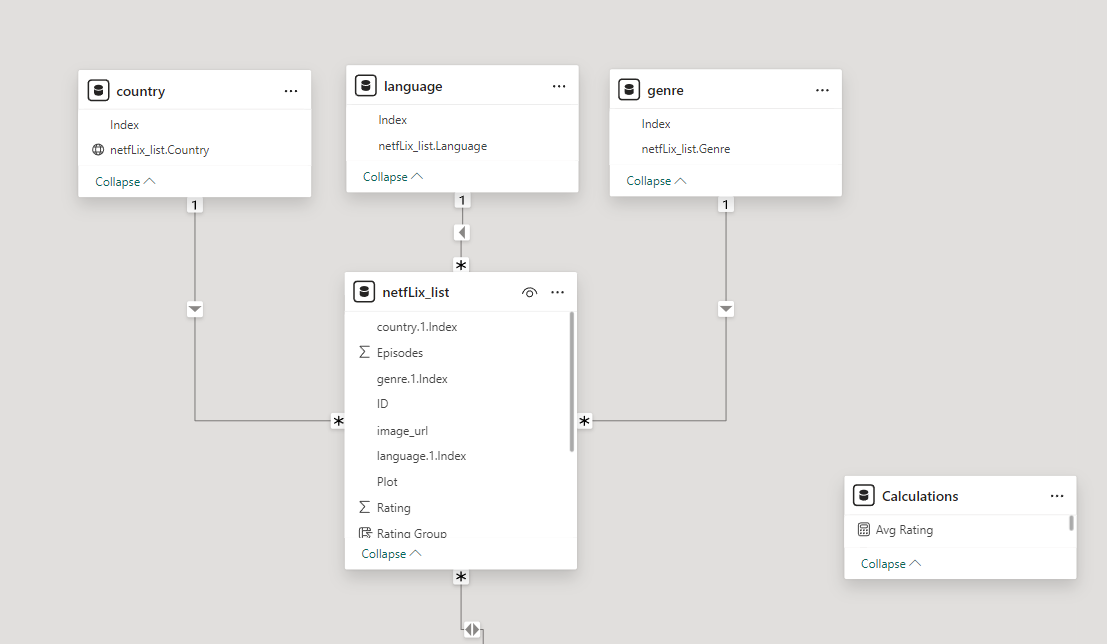 country
Index
netfLix_list.Country
Collapse
1
language
Index
netfLix_list.Language
Collapse
1
*
genre
Index
netfLix_list.Genre
Collapse
1
netfLix_list
country.1.Index
Episodes
genre.1.Index
ID
image_url
language.1.Index
Plot
Rating
Rating Group
Collapse
*
*
*
Calculations
Avg Rating
Collapse